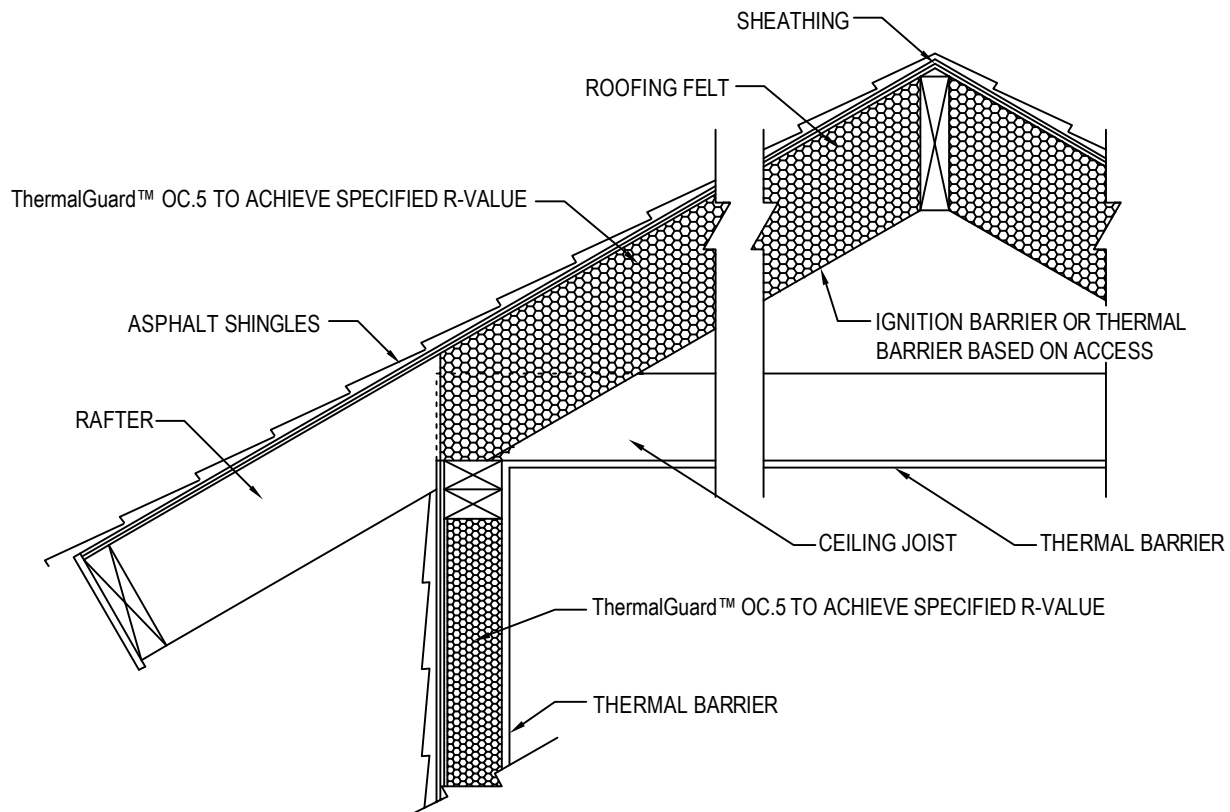 SHEATHING
ROOFING FELT
ThermalGuard™ OC.5 TO ACHIEVE SPECIFIED R-VALUE
ASPHALT SHINGLES
IGNITION BARRIER OR THERMAL
BARRIER BASED ON ACCESS
RAFTER
CEILING JOIST
THERMAL BARRIER
ThermalGuard™ OC.5 TO ACHIEVE SPECIFIED R-VALUE
THERMAL BARRIER